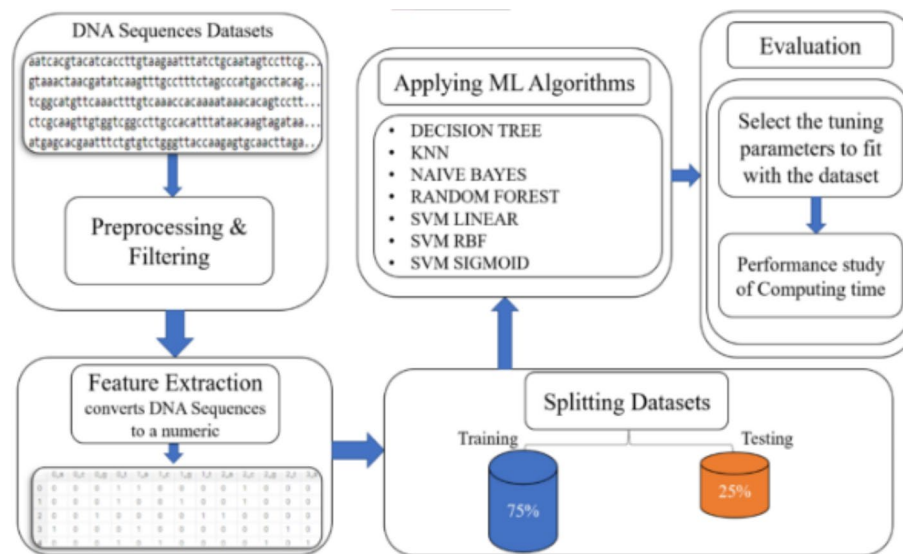 DNA Sequences Datasets
aatcacgtacatcaccttgtaagaatttatctgcaatagtccttcg...
gtaaactaacgatatcaagtttgcctttctagcccatgacctacag...
tcggcatgttcaaactttgtcaaaccacaaaataaacacagtcctt...
ctcgcaagttgtggtcggccttgccacatttataacaagtagataa...
atgagcacgaatttctgtgtctgggttaccaagagtgcaacttaga...
Preprocessing &
Filtering
Feature Extraction
converts DNA Sequences
to a numeric
Splitting Datasets
Training
Testing
75%
25%
Applying ML Algorithms
• DECISION TREE
• KNN
• NAIVE BAYES
• RANDOM FOREST
• SVM LINEAR
• SVM RBF
• SVM SIGMOID
Evaluation
Select the tuning
parameters to fit
with the dataset
Performance study
of Computing time